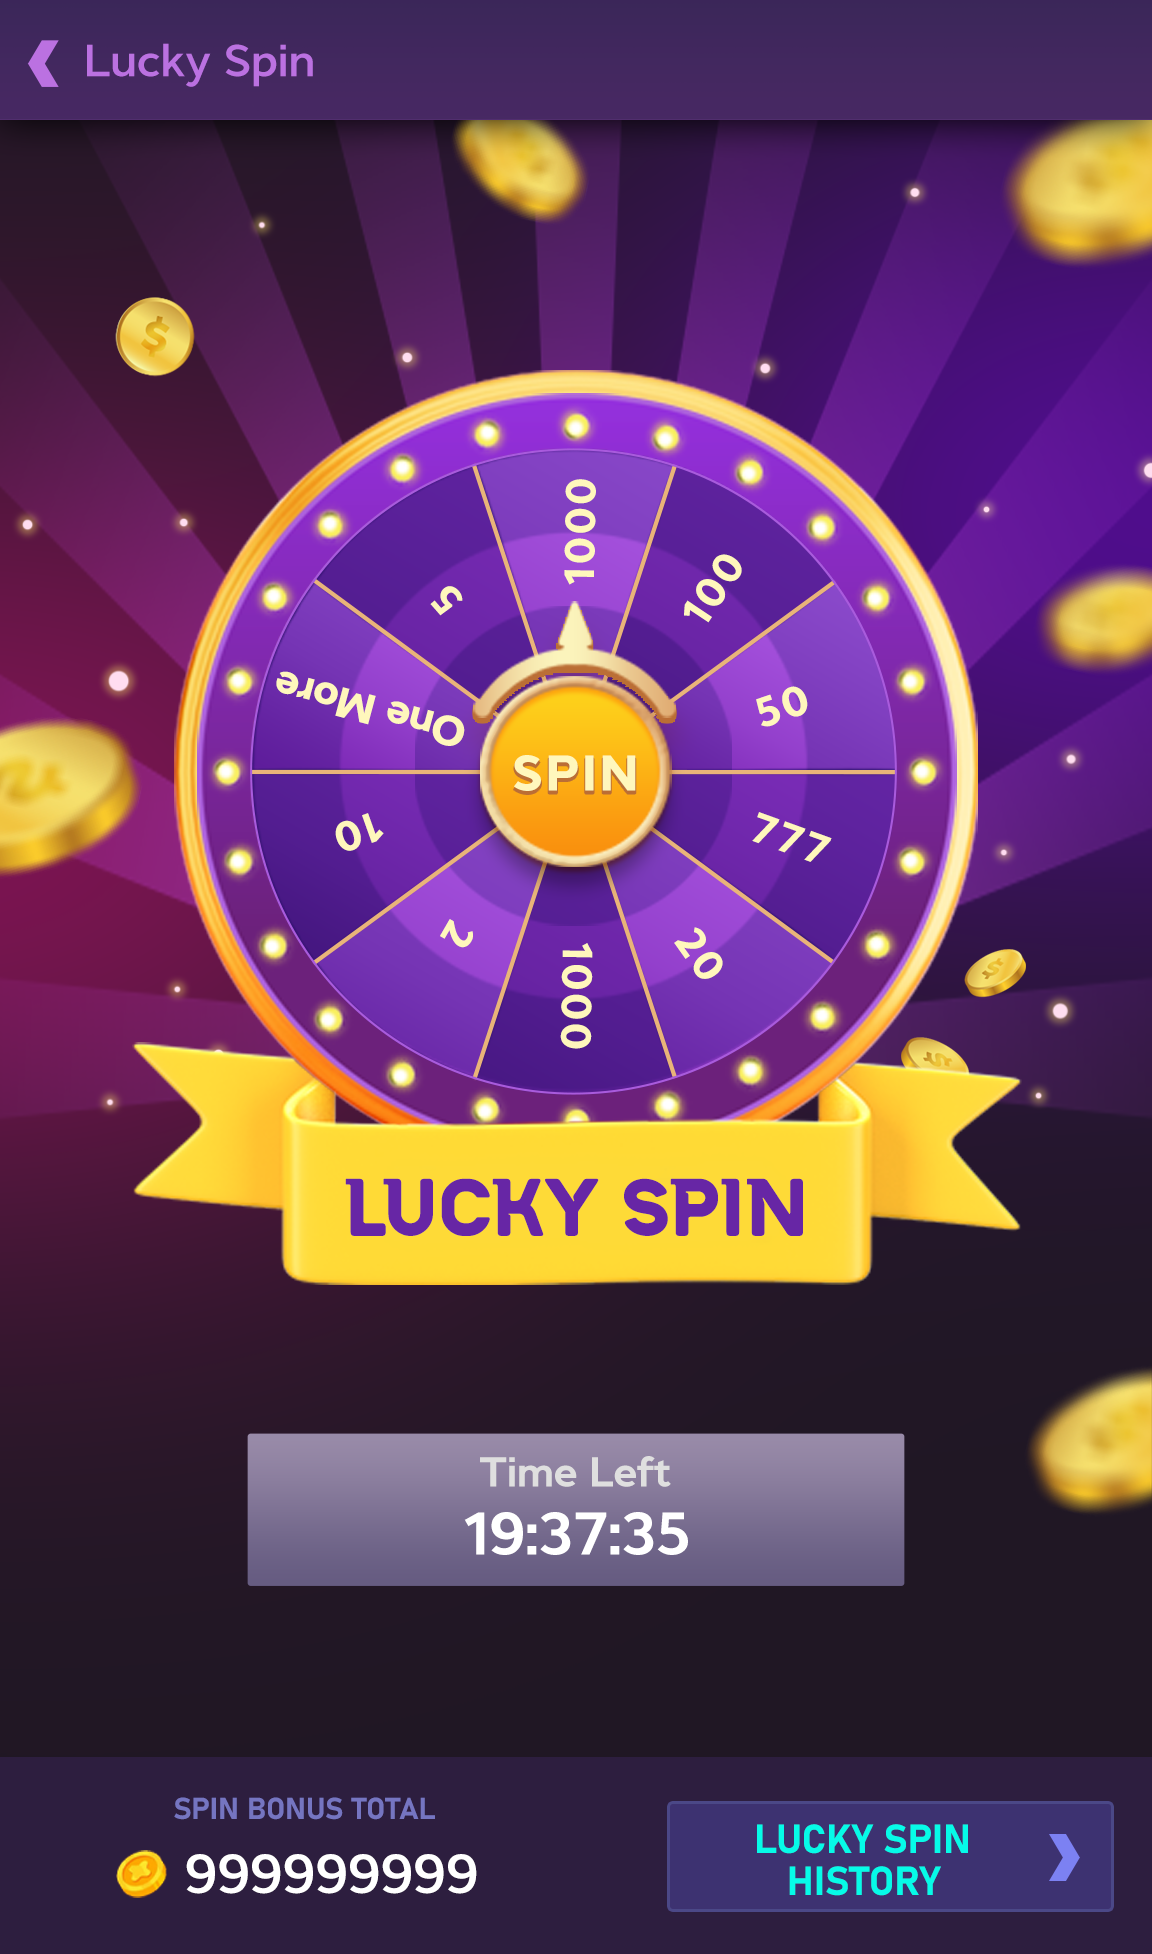 Lucky Spin
10000
100
50
777
20
1000
2
10
One More
5
SPIN
LUCKY SPIN
Time Left
19:37:35
SPIN BONUS TOTAL
999999999
LUCKY SPIN
HISTORY